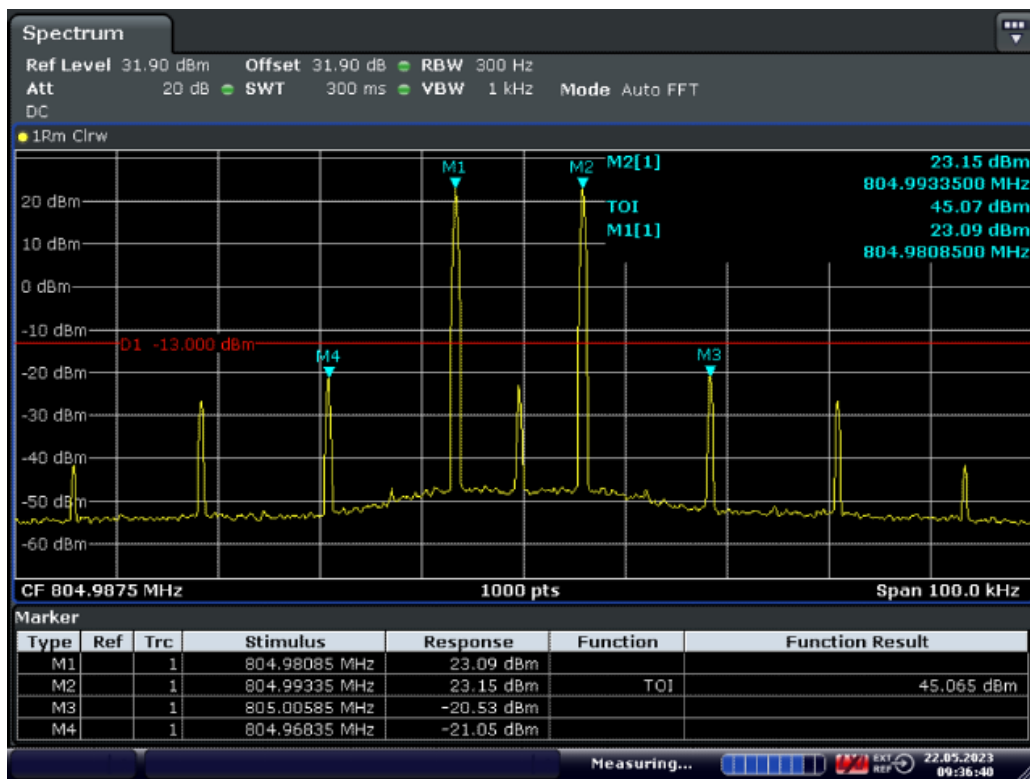 Spectrum
Ref Level 31.90 dBm Offset 31.90 dB RBW 300 Hz
Att 20 dB SWT 300 ms VBW 1 kHz Mode Auto FFT
DC
1Rm Clrw
M1 M2 M2[1] 23.15 dBm
804.9933500 MHz
20 dBm TOI 45.07 dBm
M1[1] 23.09 dBm
10 dBm 804.9808500 MHz
0 dBm
-10 dBm
D1 -13.000 dBm
M4 M3
-20 dBm
-30 dBm
-40 dBm
-50 dBm
-60 dBm
CF 804.9875 MHz 1000 pts Span 100.0 kHz
Marker
Type Ref Trc Stimulus Response Function Function Result
M1 1 804.98085 MHz 23.09 dBm
M2 1 804.99335 MHz 23.15 dBm TOI 45.065 dBm
M3 1 805.00585 MHz -20.53 dBm
M4 1 804.96835 MHz -21.05 dBm
Measuring... EXT REF 22.05.2023
09:36:40